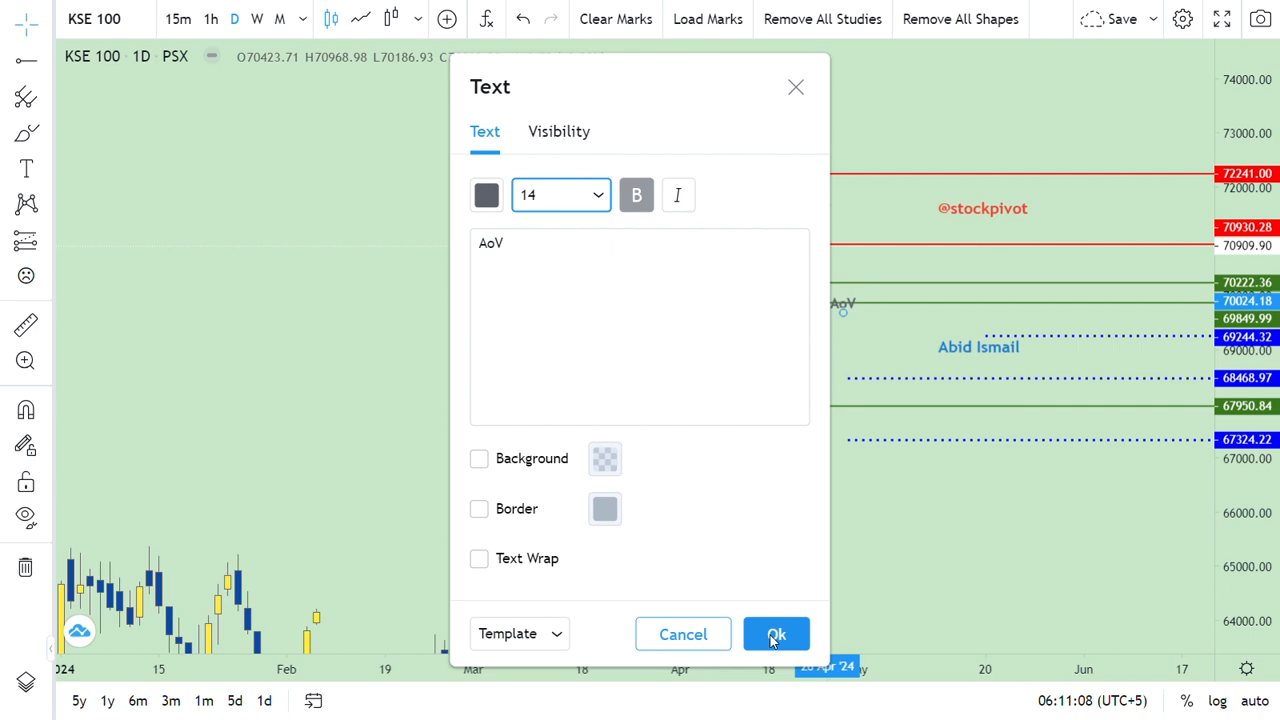 KSE 100 15m 1h D W M Clear Marks Load Marks Remove All Studies Remove All Shapes Save
KSE 100 1D PSX O70423.71 H70968.98 L70186.93
Text
Text Visibility
14 B I
AoV
Background
Border
Text Wrap
Template Cancel Ok
@stockpivot
AoV
Abid Ismail
74000.00
73000.00
72241.00
72000.00
70930.28
70909.90
70222.36
70024.18
69849.99
69244.32
69000.00
68468.97
67950.84
67324.22
67000.00
66000.00
65000.00
64000.00
15 Feb 19 Mar 18 Apr 18 20 Jun 17
5y 1y 6m 3m 1m 5d 1d 06:11:08 (UTC+5) % log auto